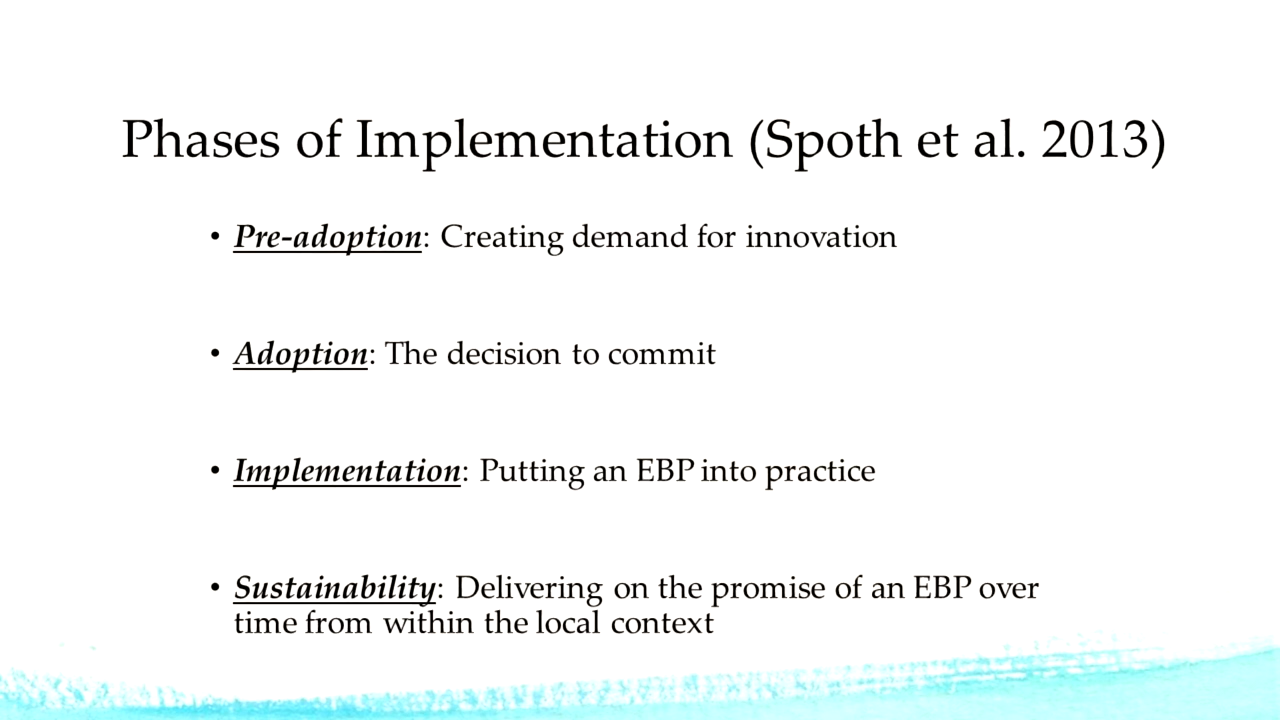 Phases of Implementation (Spoth et al. 2013)
• Pre-adoption: Creating demand for innovation
• Adoption: The decision to commit
• Implementation: Putting an EBP into practice
• Sustainability: Delivering on the promise of an EBP over
time from within the local context